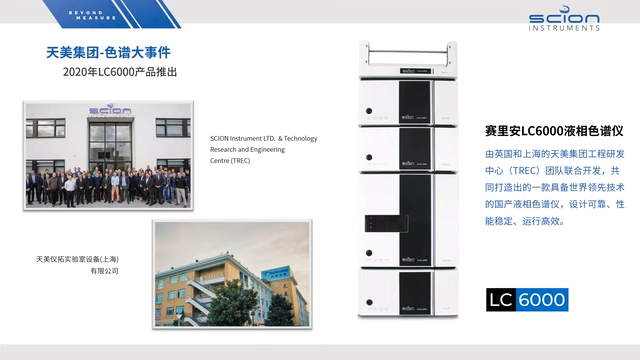 BEYOND
MEASURE
SCION
INSTRUMENTS
天美集团-色谱大事件
2020年LC6000产品推出
SCION
SCION Instrument LTD. & Technology
Research and Engineering
Centre (TREC)
天美仪拓实验室设备(上海)
有限公司
赛里安LC6000液相色谱仪
由英国和上海的天美集团工程研发
中心（TREC）团队联合开发，共
同打造出的一款具备世界领先技术
的国产液相色谱仪，设计可靠、性
能稳定、运行高效。
LC 6000